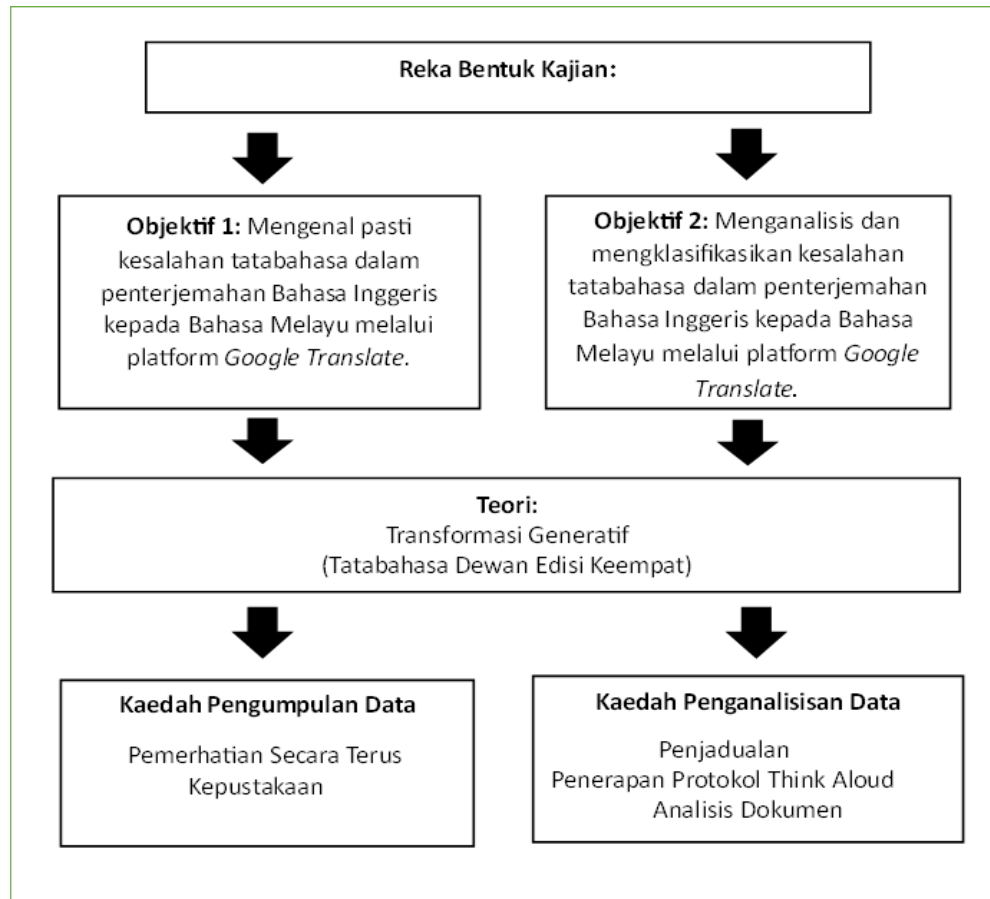 Reka Bentuk Kajian:
Objektif 1: Mengenal pasti
kesalahan tatabahasa dalam
penterjemahan Bahasa Inggeris
kepada Bahasa Melayu melalui
platform Google Translate.
Objektif 2: Menganalisis dan
mengklasifikasikan kesalahan
tatabahasa dalam penterjemahan
Bahasa Inggeris kepada Bahasa
Melayu melalui platform Google
Translate.
Teori:
Transformasi Generatif
(Tatabahasa Dewan Edisi Keempat)
Kaedah Pengumpulan Data
Pemerhatian Secara Terus
Kepustakaan
Kaedah Penganalisisan Data
Penjadualan
Penerapan Protokol Think Aloud
Analisis Dokumen